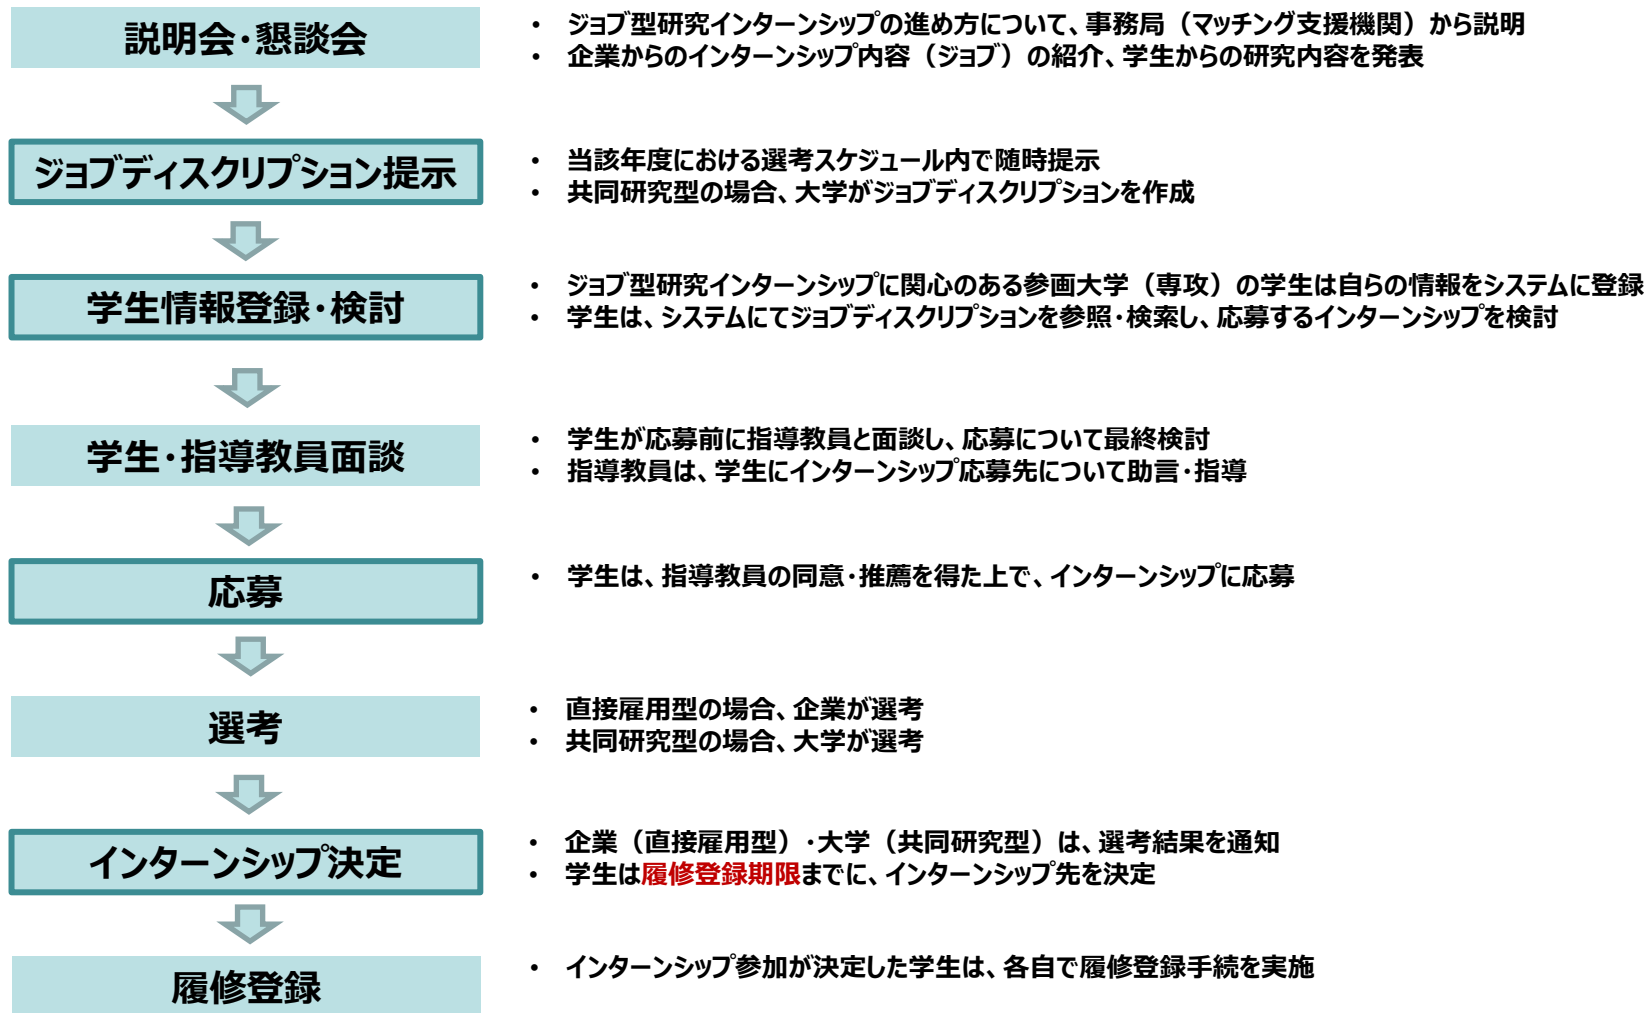 説明会・懇談会
• ジョブ型研究インターンシップの進め方について、事務局（マッチング支援機関）から説明
• 企業からのインターンシップ内容（ジョブ）の紹介、学生からの研究内容を発表
ジョブディスクリプション提示
• 当該年度における選考スケジュール内で随時提示
• 共同研究型の場合、大学がジョブディスクリプションを作成
学生情報登録・検討
• ジョブ型研究インターンシップに関心のある参画大学（専攻）の学生は自らの情報をシステムに登録
• 学生は、システムにてジョブディスクリプションを参照・検索し、応募するインターンシップを検討
学生・指導教員面談
• 学生が応募前に指導教員と面談し、応募について最終検討
• 指導教員は、学生にインターンシップ応募先について助言・指導
応募
• 学生は、指導教員の同意・推薦を得た上で、インターンシップに応募
選考
• 直接雇用型の場合、企業が選考
• 共同研究型の場合、大学が選考
インターンシップ決定
• 企業（直接雇用型）・大学（共同研究型）は、選考結果を通知
• 学生は履修登録期限までに、インターンシップ先を決定
履修登録
• インターンシップ参加が決定した学生は、各自で履修登録手続を実施